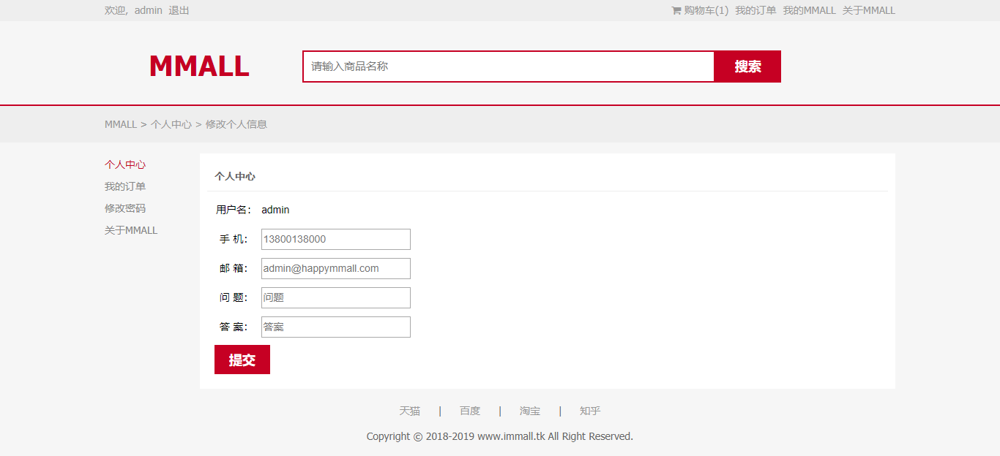 欢迎，admin 退出 购物车(1) 我的订单 我的MMALL 关于MMALL
MMALL 请输入商品名称 搜索
MMALL > 个人中心 > 修改个人信息
个人中心
我的订单
修改密码
关于MMALL
个人中心
用户名： admin
手 机： 13800138000
邮 箱： admin@happymmall.com
问 题： 问题
答 案： 答案
提交
天猫 | 百度 | 淘宝 | 知乎
Copyright © 2018-2019 www.immall.tk All Right Reserved.